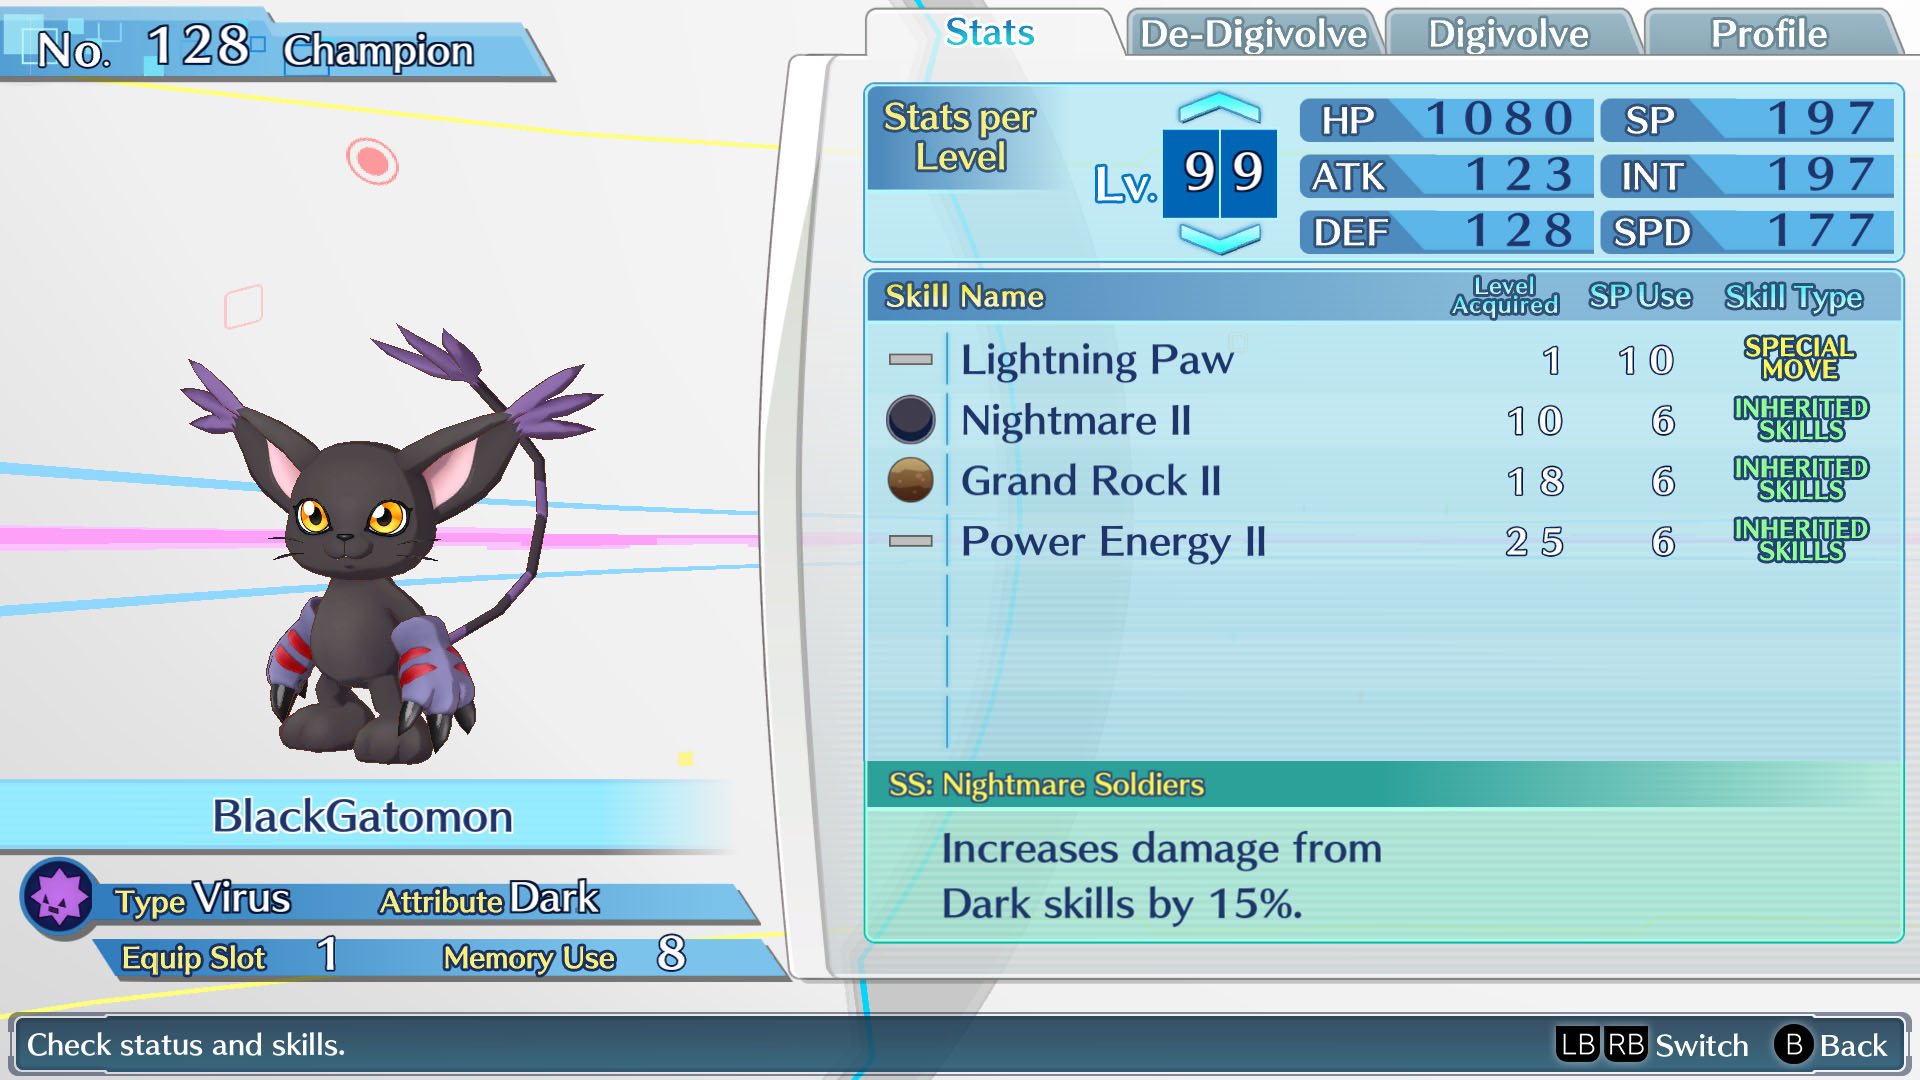 No. 128 Champion
Stats
De-Digivolve
Digivolve
Profile
Stats per
Level
Lv. 99
HP 1080
SP 197
ATK 123
INT 197
DEF 128
SPD 177
Skill Name
Level
Acquired
SP Use
Skill Type
Lightning Paw 1 10 SPECIAL
MOVE
Nightmare II 10 6 INHERITED
SKILLS
Grand Rock II 18 6 INHERITED
SKILLS
Power Energy II 25 6 INHERITED
SKILLS
SS: Nightmare Soldiers
Increases damage from
Dark skills by 15%.
BlackGatomon
Type Virus Attribute Dark
Equip Slot 1 Memory Use 8
Check status and skills.
LB RB Switch B Back